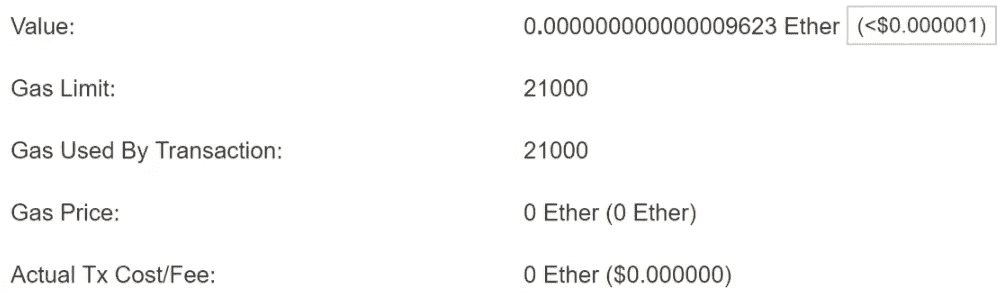 Value: 0.000000000000009623 Ether (<$0.000001)
Gas Limit: 21000
Gas Used By Transaction: 21000
Gas Price: 0 Ether (0 Ether)
Actual Tx Cost/Fee: 0 Ether ($0.000000)